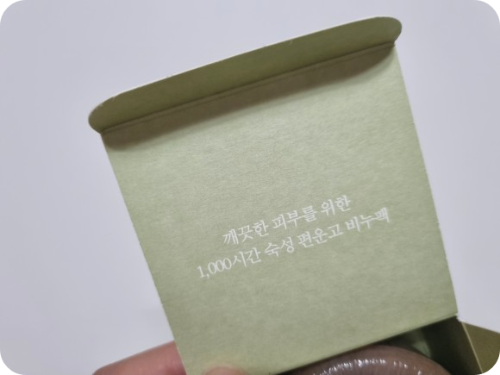 깨끗한 피부를 위한
1,000시간 숙성 편운고 비누팩